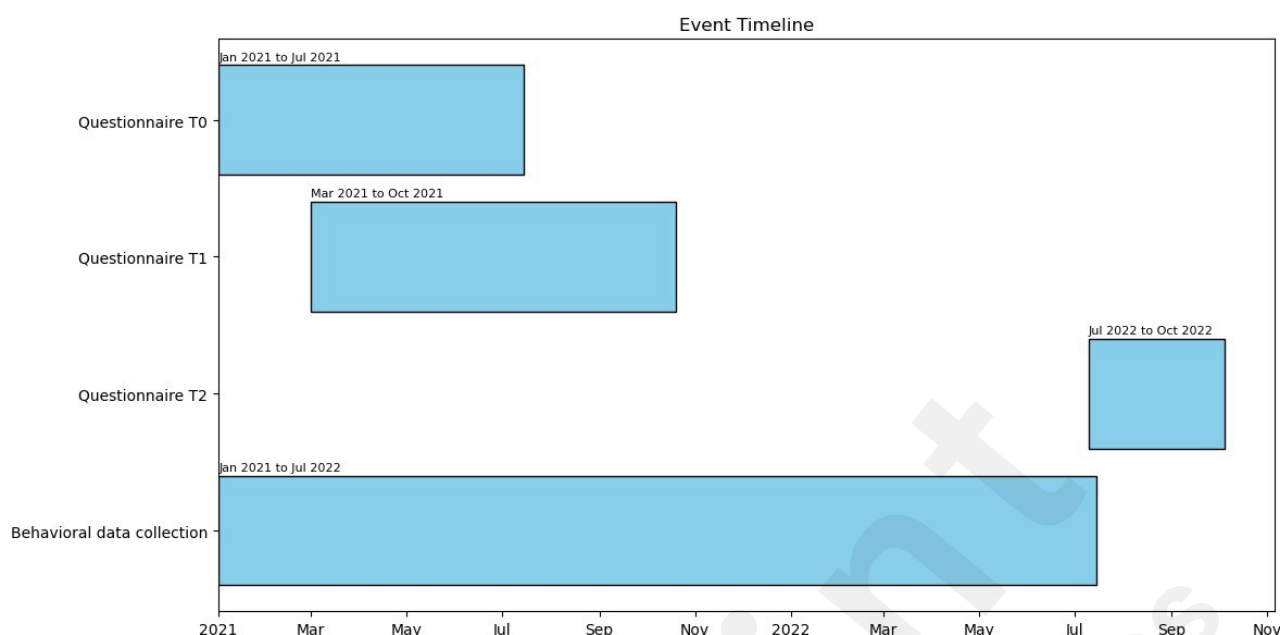 Event Timeline
Jan 2021 to Jul 2021
Questionnaire T0
Mar 2021 to Oct 2021
Questionnaire T1
Jul 2022 to Oct 2022
Questionnaire T2
Jan 2021 to Jul 2022
Behavioral data collection
2021 Mar May Jul Sep Nov 2022 Mar May Jul Sep Nov